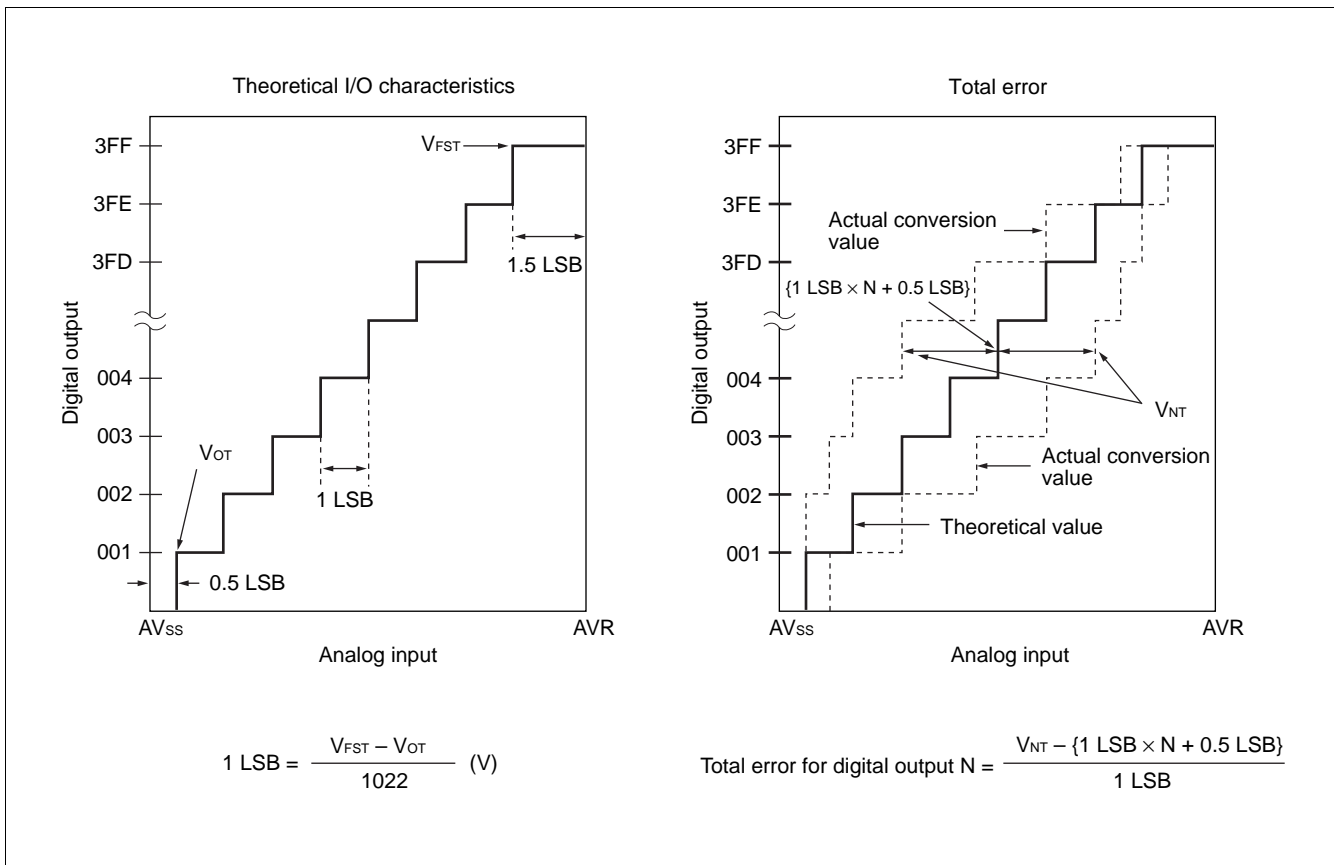 Theoretical I/O characteristics
3FF
3FE
3FD
004
003
002
001
Digital output
VFST
1.5 LSB
VOT
1 LSB
0.5 LSB
AVSS
AVR
Analog input
1 LSB = VFST – VOT / 1022 (V)
Total error
3FF
3FE
3FD
004
003
002
001
Digital output
Actual conversion
value
{1 LSB × N + 0.5 LSB}
VNT
Actual conversion
value
Theoretical value
AVSS
AVR
Analog input
Total error for digital output N = VNT – {1 LSB × N + 0.5 LSB} / 1 LSB